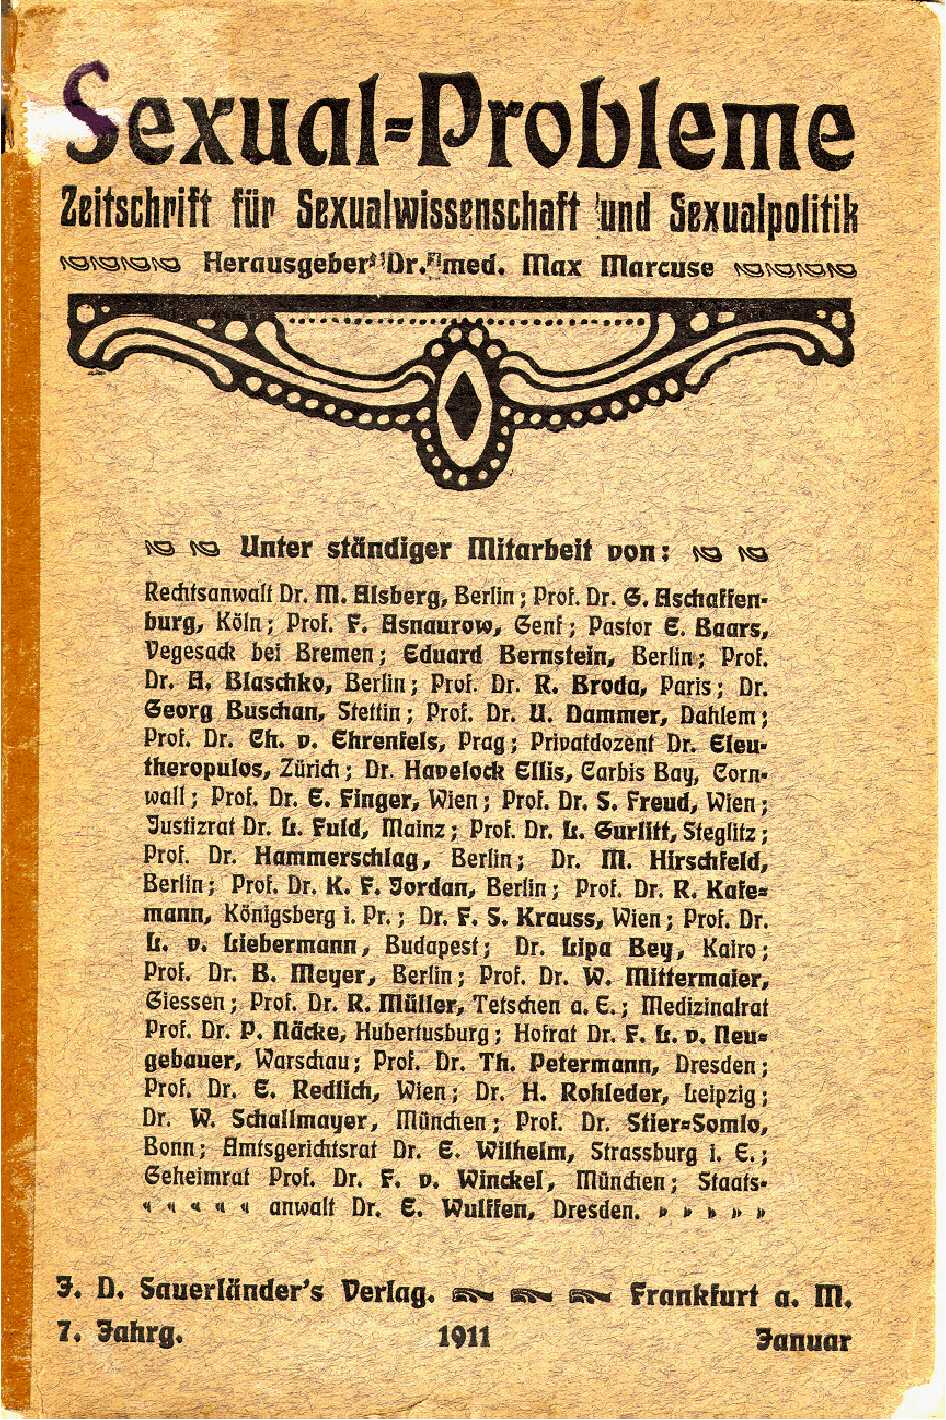 Sexual-Probleme
Zeitschrift für Sexualwissenschaft und Sexualpolitik
Herausgeber Dr. med. Max Marcuse
Unter ständiger Mitarbeit von:
Rechtsanwalt Dr. M. Alsberg, Berlin; Prof. Dr. G. Aschaffen-
burg, Köln; Prof. F. Asnaurow, Genf; Pastor E. Baars,
Vegesack bei Bremen; Eduard Bernstein, Berlin; Prof.
Dr. A. Blaschko, Berlin; Prof. Dr. R. Broda, Paris; Dr.
Georg Buschan, Stettin; Prof. Dr. U. Dammer, Dahlem;
Prof. Dr. Ch. v. Ehrenfels, Prag; Privatdozent Dr. Eleu-
theropulos, Zürich; Dr. Havelock Ellis, Carbis Bay, Corn-
wall; Prof. Dr. E. Finger, Wien; Prof. Dr. S. Freud, Wien;
Justizrat Dr. L. Fuld, Mainz; Prof. Dr. L. Gurlitt, Steglitz;
Prof. Dr. Hammerschlag, Berlin; Dr. M. Hirschfeld,
Berlin; Prof. Dr. K. F. Jordan, Berlin; Prof. Dr. R. Kafe-
mann, Königsberg i. Pr.; Dr. F. S. Krauss, Wien; Prof. Dr.
L. v. Liebermann, Budapest; Dr. Lipa Bey, Kairo;
Prof. Dr. B. Meyer, Berlin; Prof. Dr. W. Mittermaier,
Giessen; Prof. Dr. R. Müller, Tetschen a. E.; Medizinalrat
Prof. Dr. P. Näcke, Hubertusburg; Hofrat Dr. F. L. v. Neu-
gebauer, Warschau; Prof. Dr. Th. Petermann, Dresden;
Prof. Dr. E. Redlich, Wien; Dr. H. Rohleder, Leipzig;
Dr. W. Schallmayer, München; Prof. Dr. Stier-Somlo,
Bonn; Amtsgerichtsrat Dr. E. Wilhelm, Strassburg i. E.;
Geheimrat Prof. Dr. F. v. Winckel, München; Staats-
anwalt Dr. E. Wulffen, Dresden.
J. D. Sauerländer's Verlag. Frankfurt a. M.
7. Jahrg. 1911 Januar